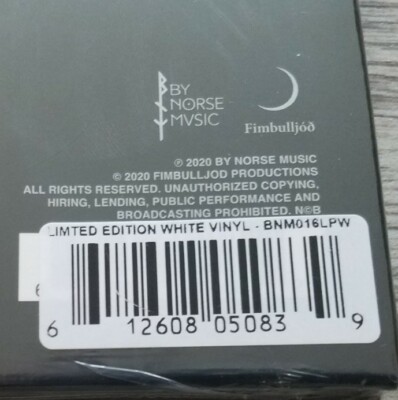 BY
NORSE
MVSIC
Fimbulljóð
℗ 2020 BY NORSE MUSIC
© 2020 FIMBULLJOD PRODUCTIONS
ALL RIGHTS RESERVED. UNAUTHORIZED COPYING,
HIRING, LENDING, PUBLIC PERFORMANCE AND
BROADCASTING PROHIBITED. N©B
LIMITED EDITION WHITE VINYL - BNM016LPW
6 12608 05083 9